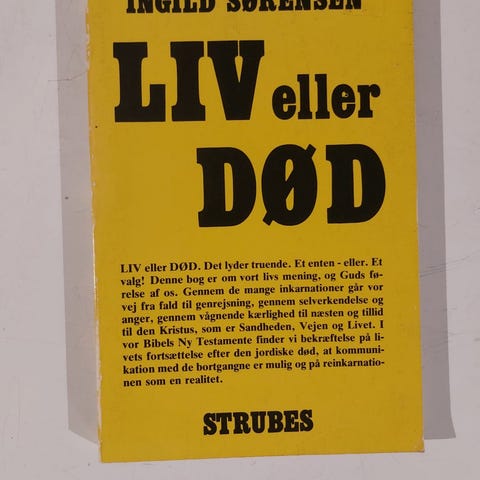 INGILD SØRENSEN
LIV eller
DØD
LIV eller DØD. Det lyder truende. Et enten - eller. Et
valg! Denne bog er om vort livs mening, og Guds fø-
relse af os. Gennem de mange inkarnationer går vor
vej fra fald til genrejsning, gennem selverkendelse og
anger, gennem vågnende kærlighed til næsten og tillid
til den Kristus, som er Sandheden, Vejen og Livet. I
vor Bibels Ny Testamente finder vi bekræftelse på li-
vets fortsættelse efter den jordiske død, at kommuni-
kation med de bortgangne er mulig og på reinkarnatio-
nen som en realitet.
STRUBES